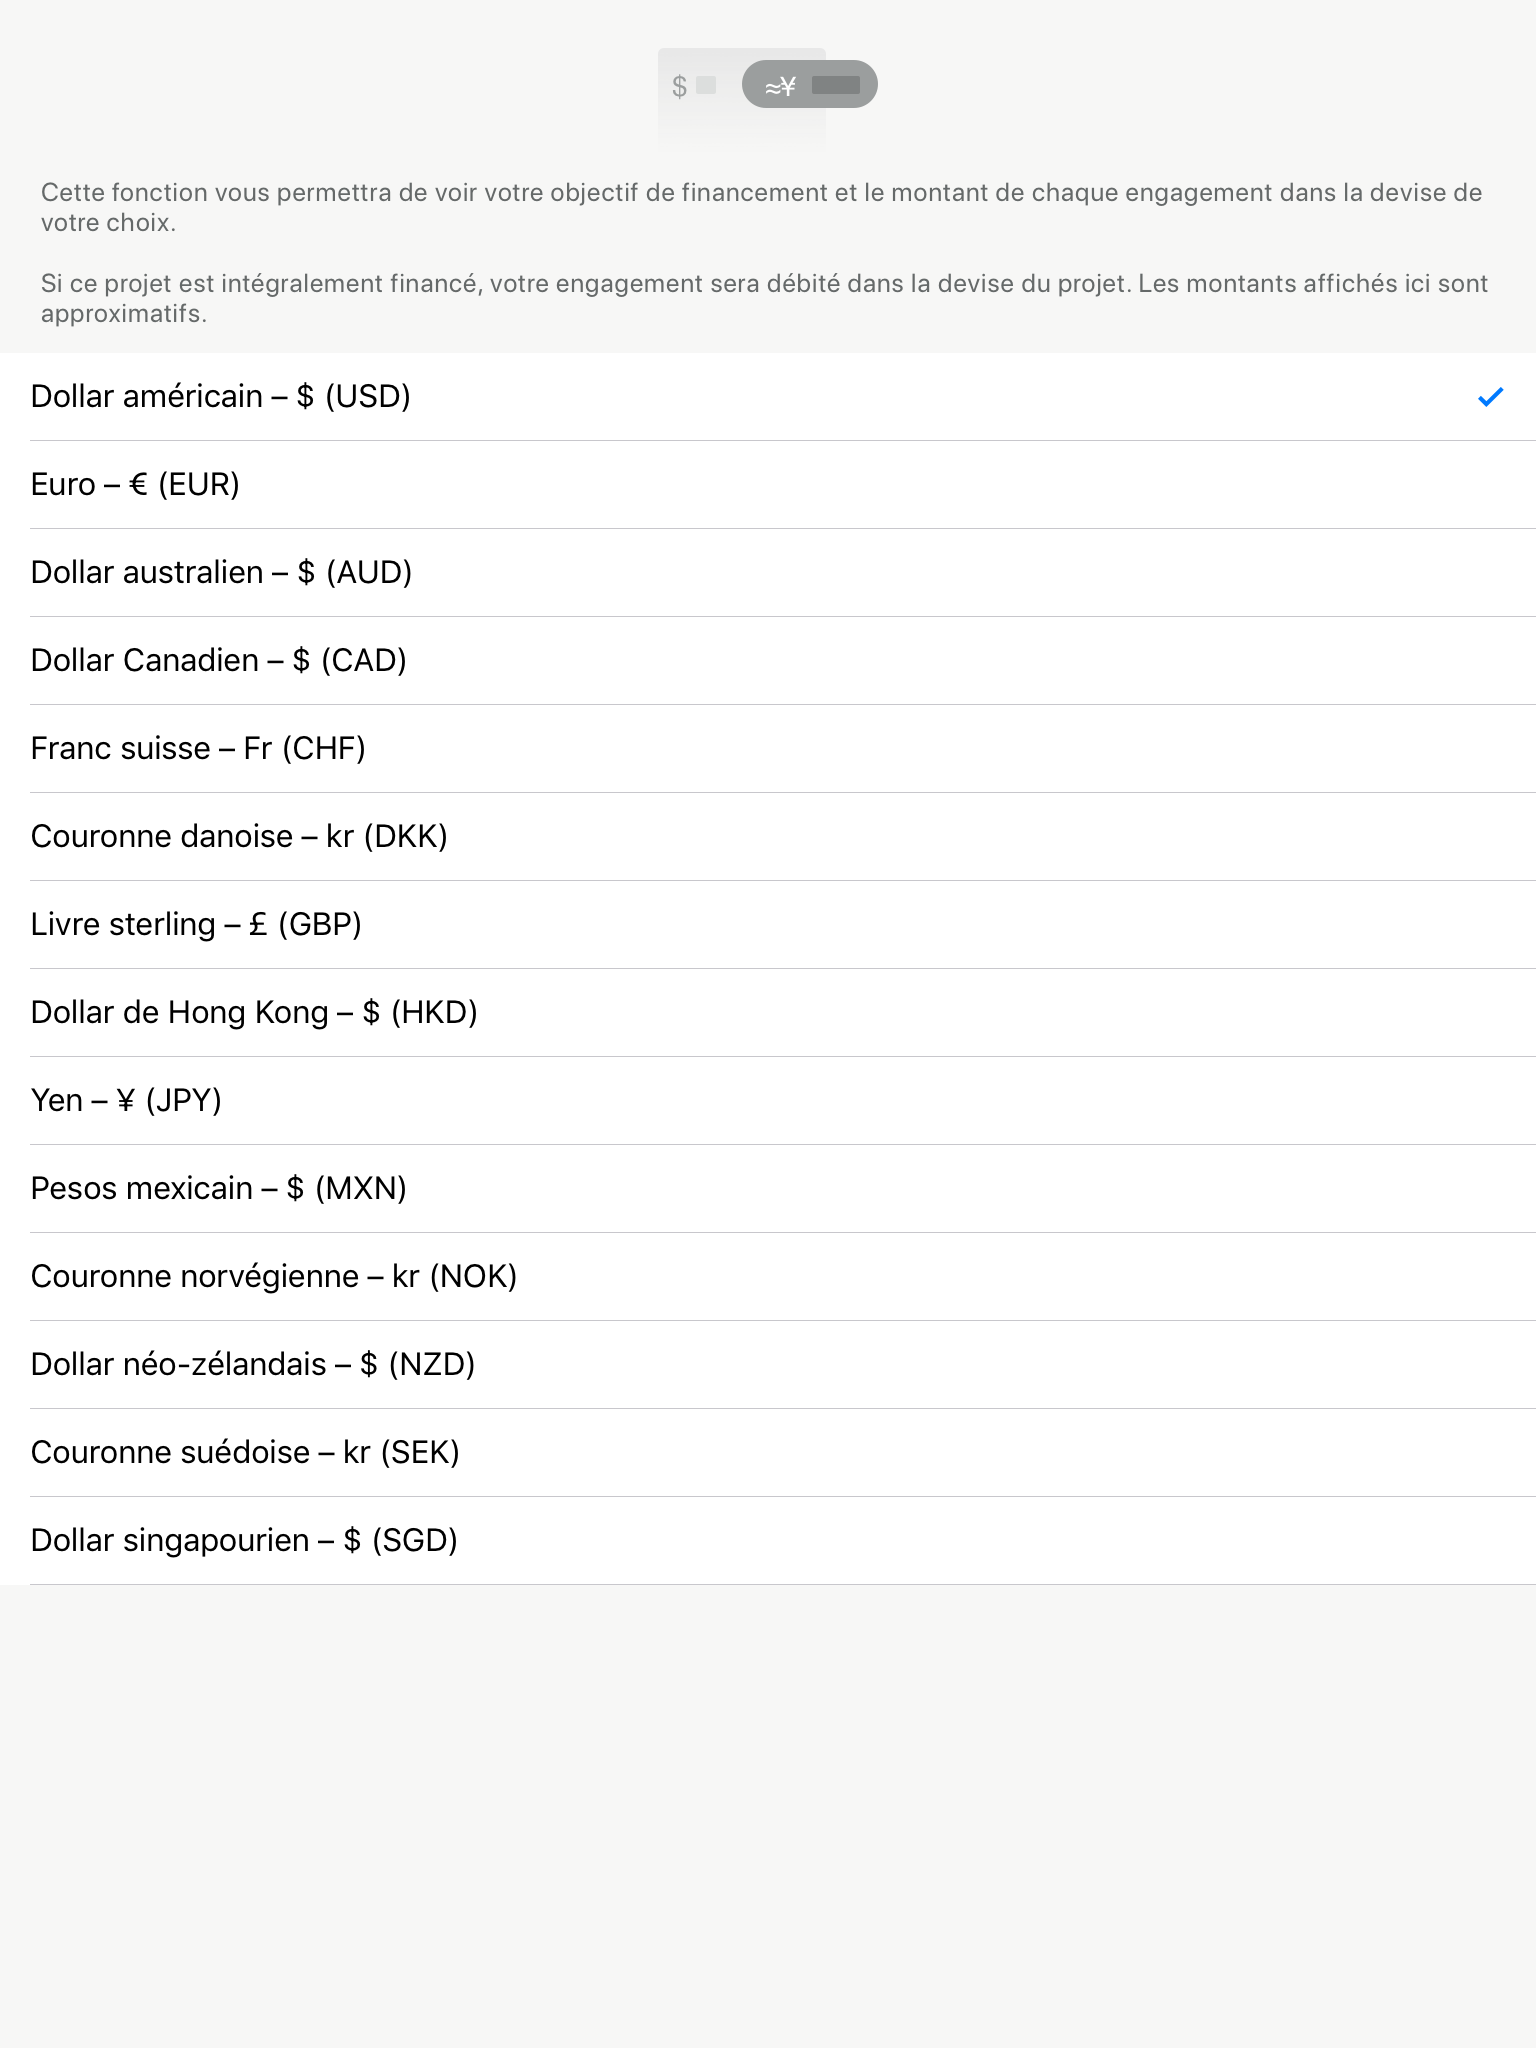 $ ≈¥
Cette fonction vous permettra de voir votre objectif de financement et le montant de chaque engagement dans la devise de
votre choix.
Si ce projet est intégralement financé, votre engagement sera débité dans la devise du projet. Les montants affichés ici sont
approximatifs.
Dollar américain – $ (USD)
Euro – € (EUR)
Dollar australien – $ (AUD)
Dollar Canadien – $ (CAD)
Franc suisse – Fr (CHF)
Couronne danoise – kr (DKK)
Livre sterling – £ (GBP)
Dollar de Hong Kong – $ (HKD)
Yen – ¥ (JPY)
Pesos mexicain – $ (MXN)
Couronne norvégienne – kr (NOK)
Dollar néo-zélandais – $ (NZD)
Couronne suédoise – kr (SEK)
Dollar singapourien – $ (SGD)